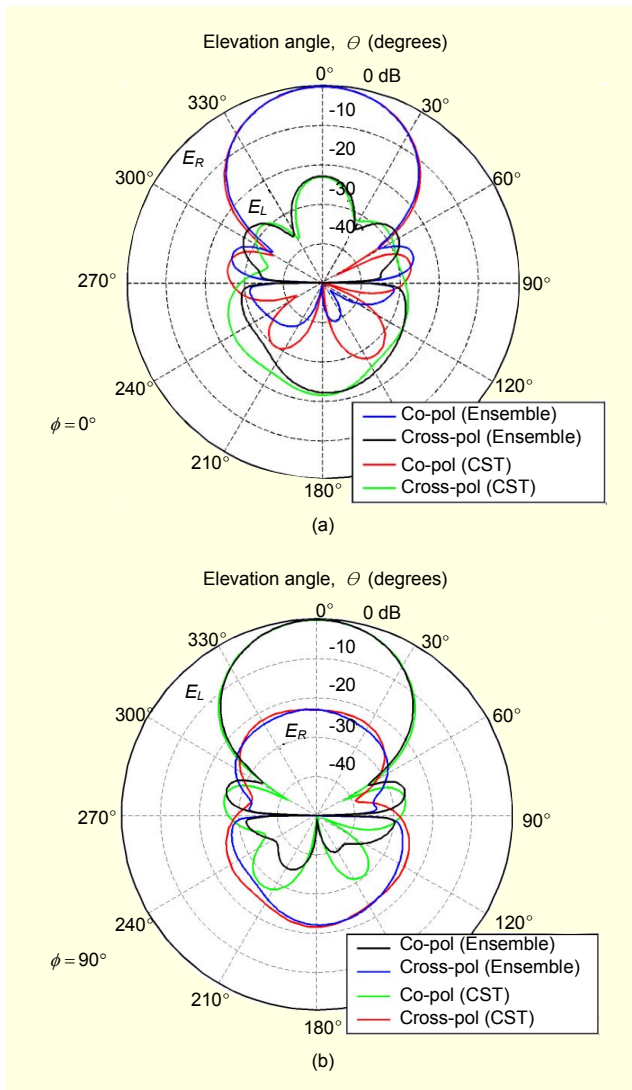 Elevation angle, Θ (degrees)
0° 0 dB
330° 30°
-10
E_R
-20
300° 60°
-30
E_L
-40
270° 90°
240° 120°
ϕ = 0°
210°
180°
Co-pol (Ensemble)
Cross-pol (Ensemble)
Co-pol (CST)
Cross-pol (CST)
(a)
Elevation angle, Θ (degrees)
0° 0 dB
330° 30°
-10
E_L
-20
300° 60°
-30
E_R
-40
270° 90°
240° 120°
ϕ = 90°
210°
180°
Co-pol (Ensemble)
Cross-pol (Ensemble)
Co-pol (CST)
Cross-pol (CST)
(b)